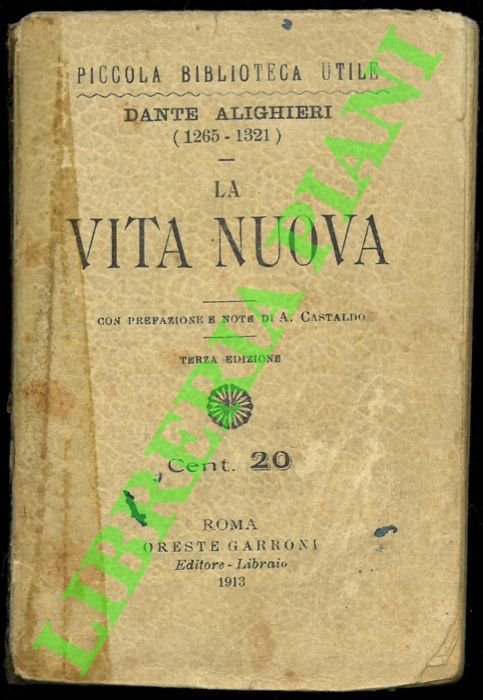 PICCOLA BIBLIOTECA UTILE
DANTE ALIGHIERI
(1265 - 1321)
LA
VITA NUOVA
CON PREFAZIONE E NOTE DI A. CASTALDO
TERZA EDIZIONE
Cent. 20
ROMA
ORESTE GARRONI
Editore - Libraio
1913
LIBRERIA PIANI